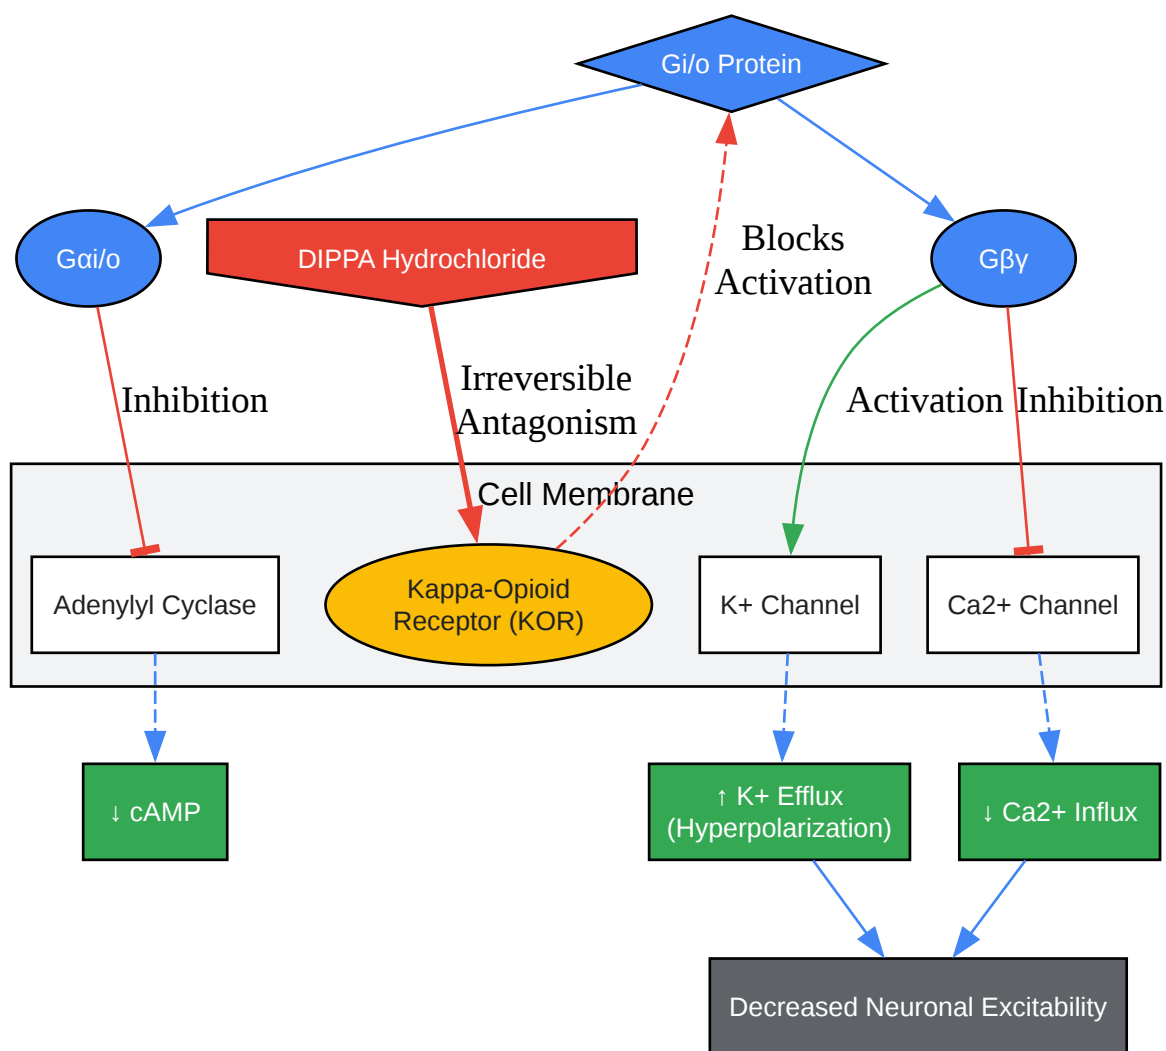 Gi/o Protein
Gαi/o
DIPPA Hydrochloride
Blocks
Activation
Gβγ
Inhibition
Irreversible
Antagonism
Activation
Inhibition
Cell Membrane
Adenylyl Cyclase
Kappa-Opioid
Receptor (KOR)
K+ Channel
Ca2+ Channel
↓ cAMP
↑ K+ Efflux
(Hyperpolarization)
↓ Ca2+ Influx
Decreased Neuronal Excitability